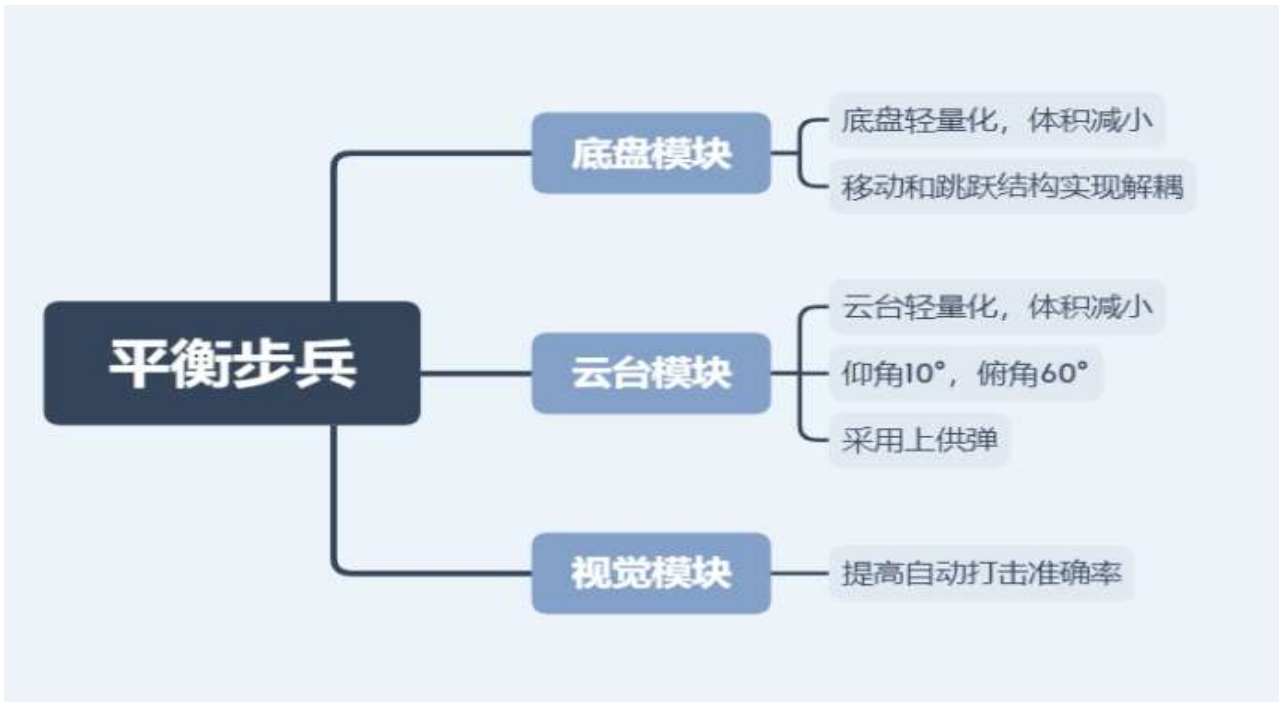 平衡步兵
底盘模块
底盘轻量化，体积减小
移动和跳跃结构实现解耦
云台模块
云台轻量化，体积减小
仰角10°，俯角60°
采用上供弹
视觉模块
提高自动打击准确率